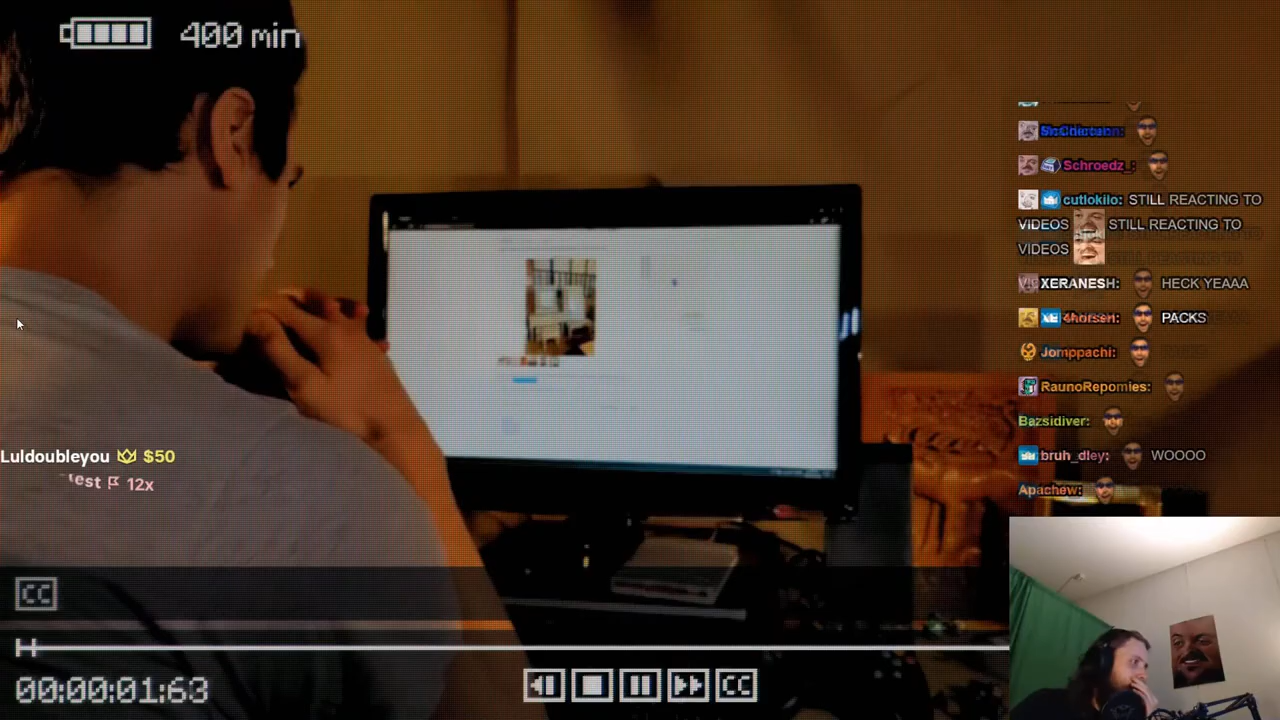 400 min
Schroedz_:
cutlokilo: STILL REACTING TO
VIDEOS STILL REACTING TO
VIDEOS
XERANESH: HECK YEAAA
4horsen: PACKS
Jomppachi:
RaunoRepomies:
Bazsidiver:
bruh_dley: WOOOO
Apachew:
Luldoubleyou $50
12x
CC
00:00:01:63
CC